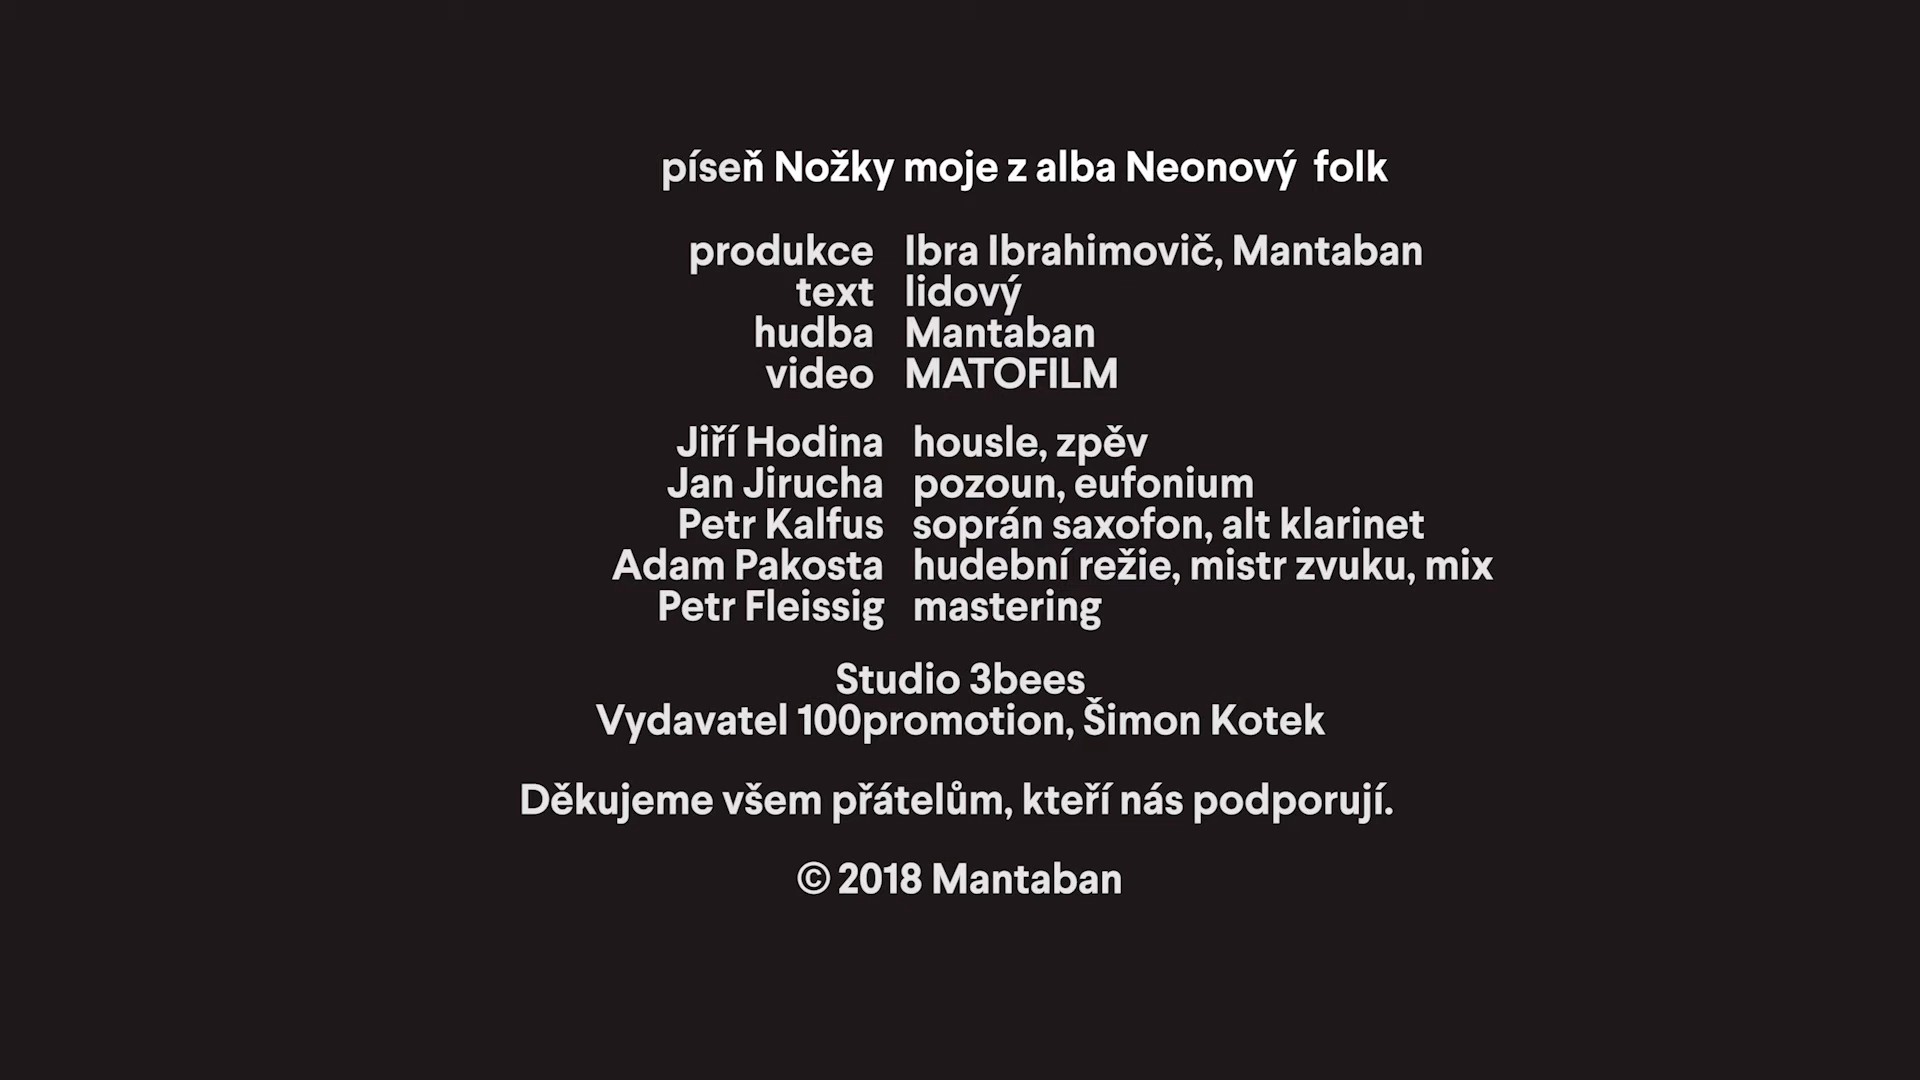 píseň Nožky moje z alba Neonový folk
produkce Ibra Ibrahimovič, Mantaban
text lidový
hudba Mantaban
video MATOFILM
Jiří Hodina housle, zpěv
Jan Jirucha pozoun, eufonium
Petr Kalfus soprán saxofon, alt klarinet
Adam Pakosta hudební režie, mistr zvuku, mix
Petr Fleissig mastering
Studio 3bees
Vydavatel 100promotion, Šimon Kotek
Děkujeme všem přátelům, kteří nás podporují.
© 2018 Mantaban